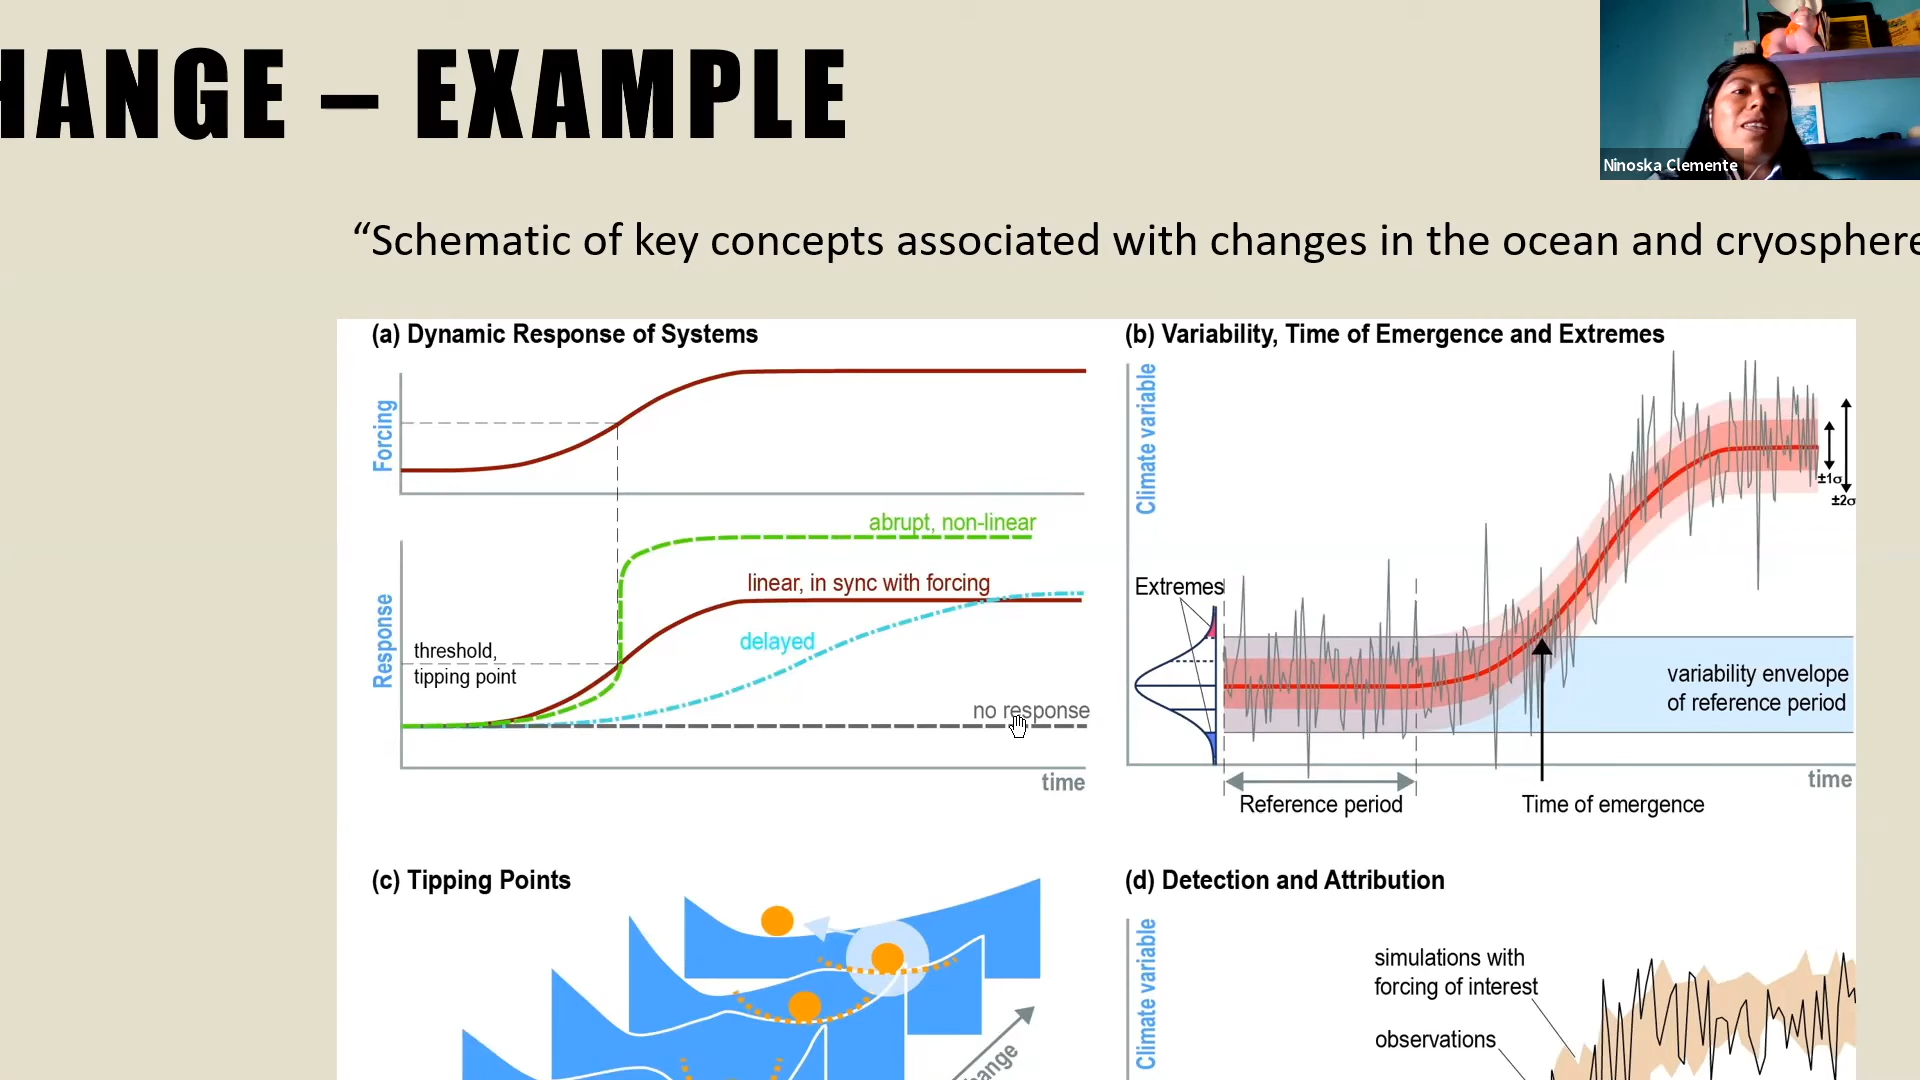 HANGE – EXAMPLE
Ninoska Clemente
“Schematic of key concepts associated with changes in the ocean and cryosphere
(a) Dynamic Response of Systems
Forcing
abrupt, non-linear
linear, in sync with forcing
delayed
Response
threshold,
tipping point
no response
time
(b) Variability, Time of Emergence and Extremes
Climate variable
±1σ
±2σ
Extremes
variability envelope
of reference period
time
Reference period
Time of emergence
(c) Tipping Points
hange
(d) Detection and Attribution
Climate variable
simulations with
forcing of interest
observations